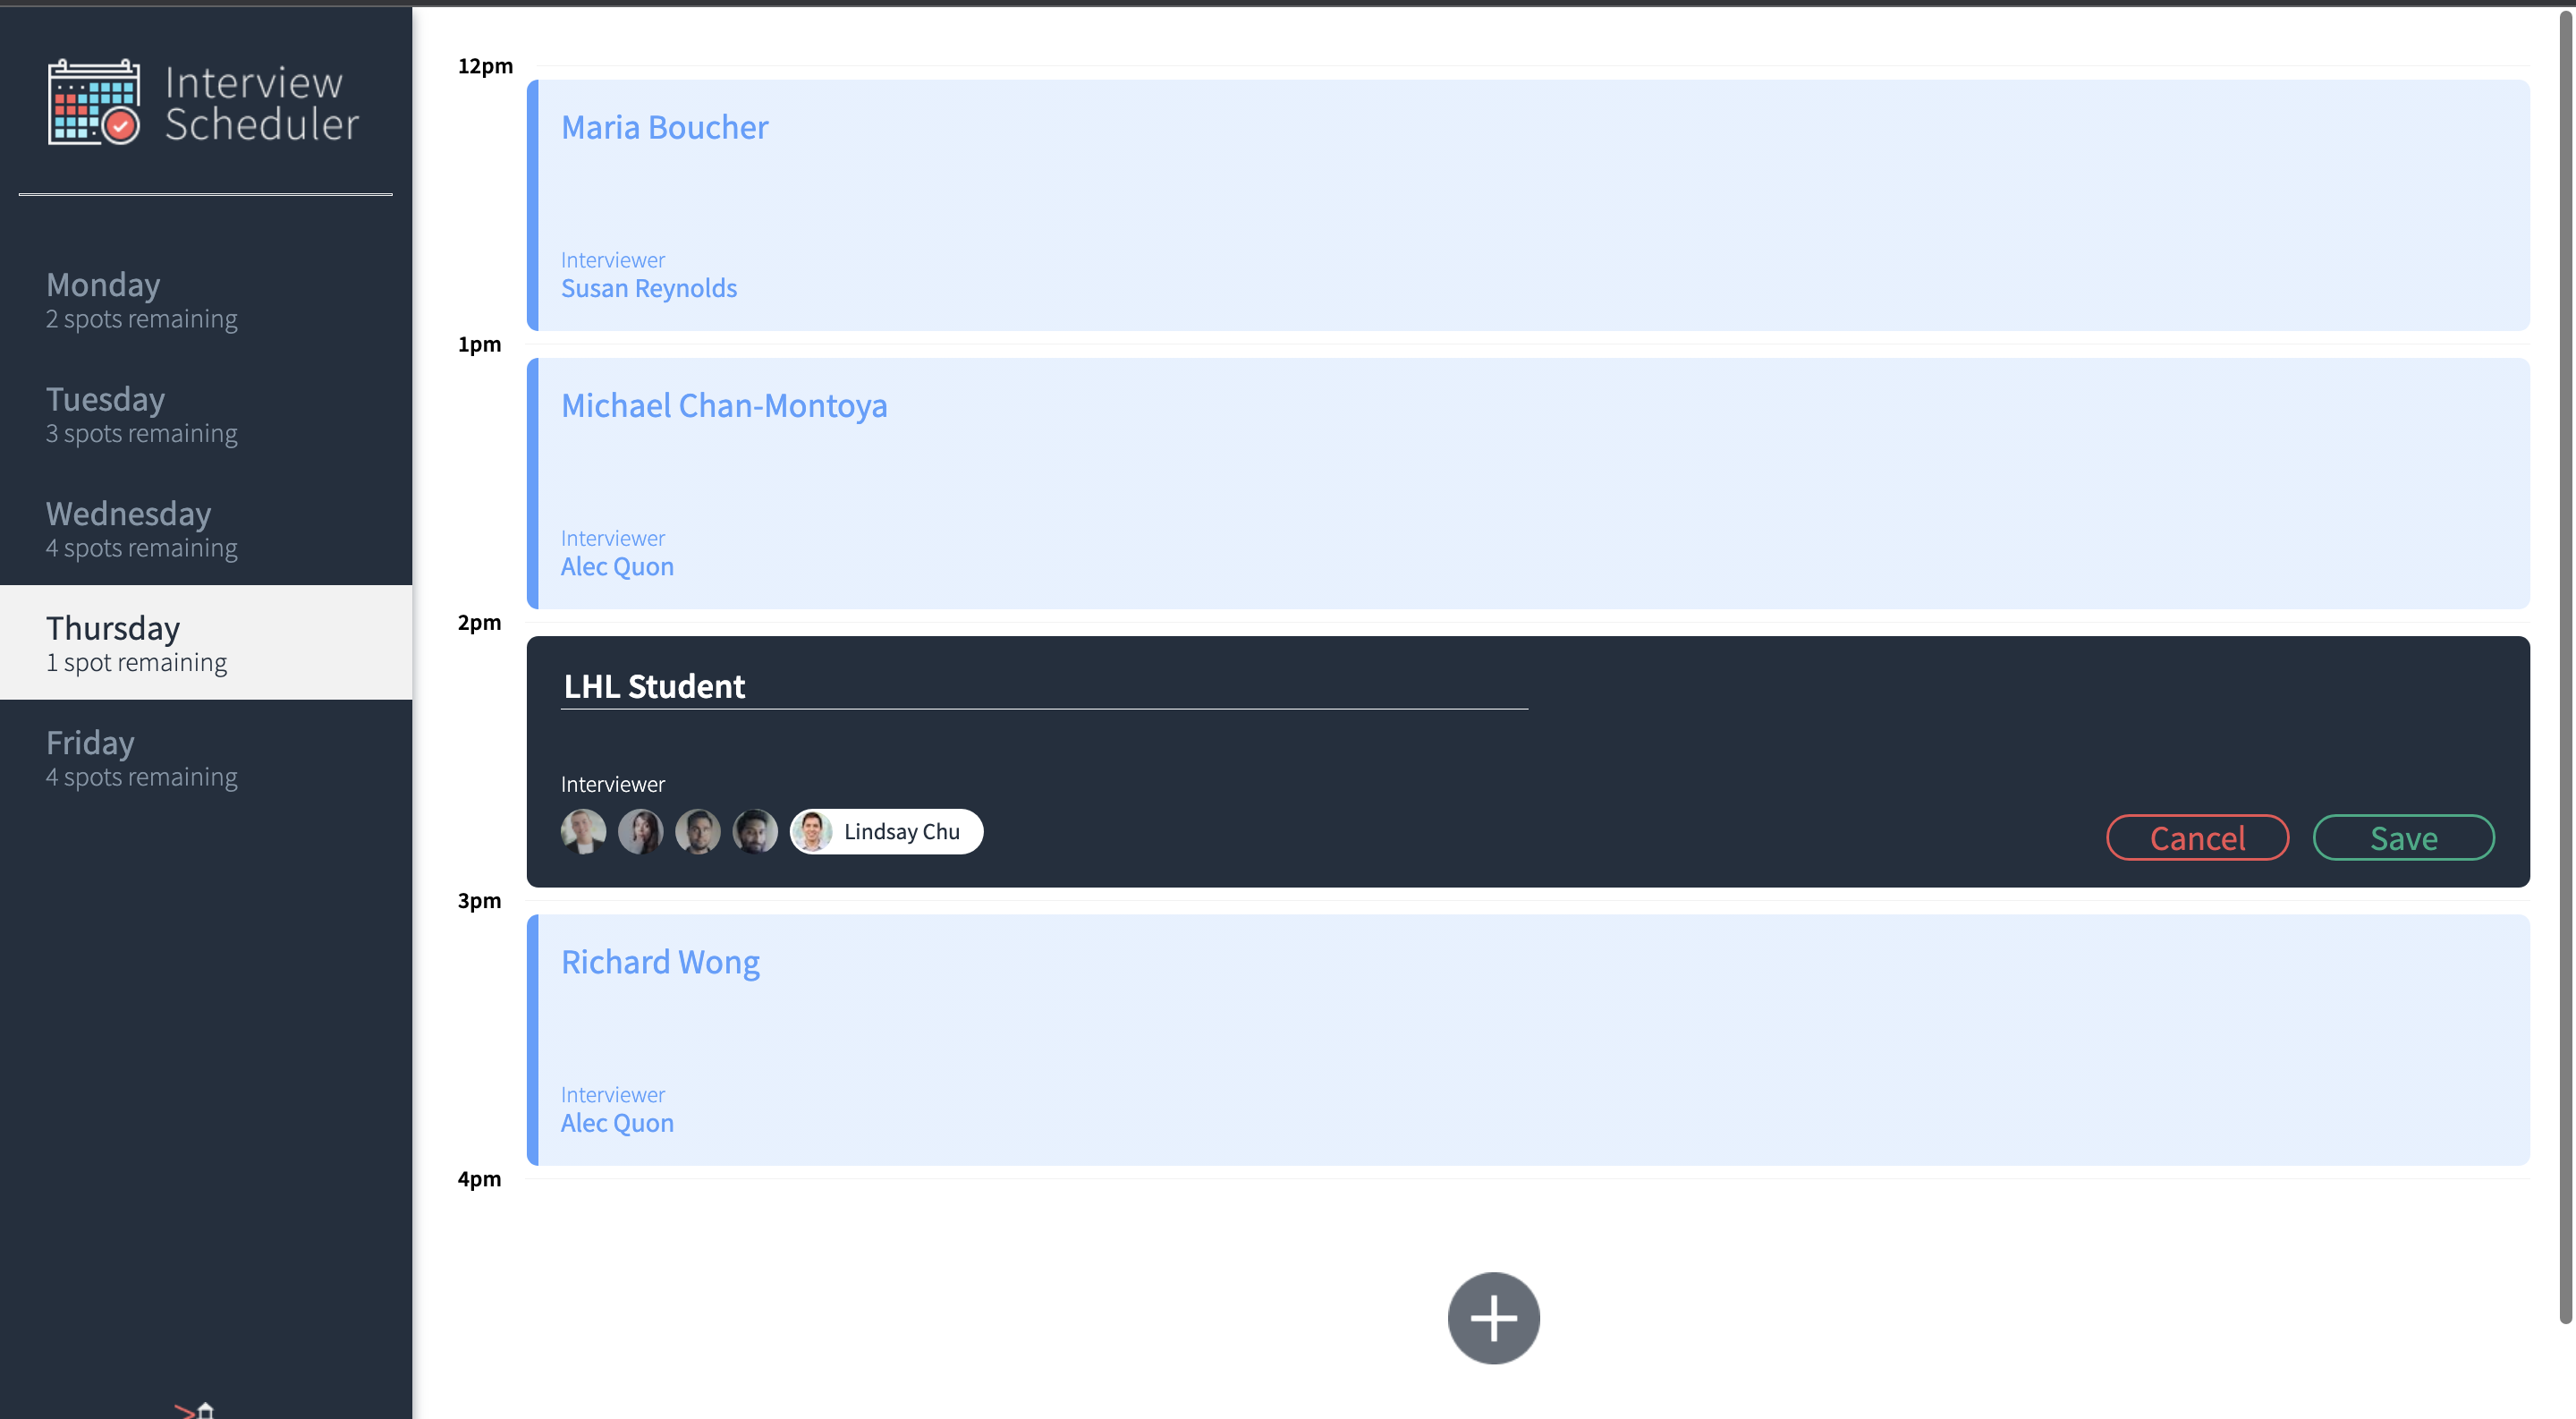 Interview
Scheduler
Monday
2 spots remaining
Tuesday
3 spots remaining
Wednesday
4 spots remaining
Thursday
1 spot remaining
Friday
4 spots remaining
12pm
Maria Boucher
Interviewer
Susan Reynolds
1pm
Michael Chan-Montoya
Interviewer
Alec Quon
2pm
LHL Student
Interviewer
Lindsay Chu
Cancel
Save
3pm
Richard Wong
Interviewer
Alec Quon
4pm